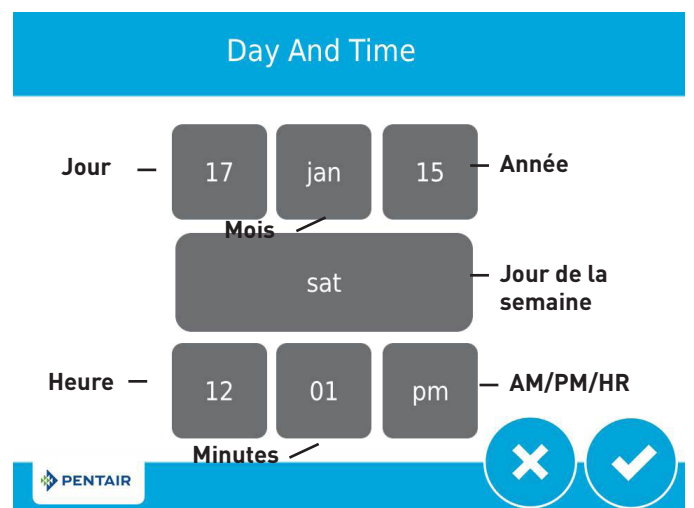 Day And Time
Jour
17
jan
15
Année
Mois
sat
Jour de la
semaine
Heure
12
01
pm
AM/PM/HR
Minutes
PENTAIR